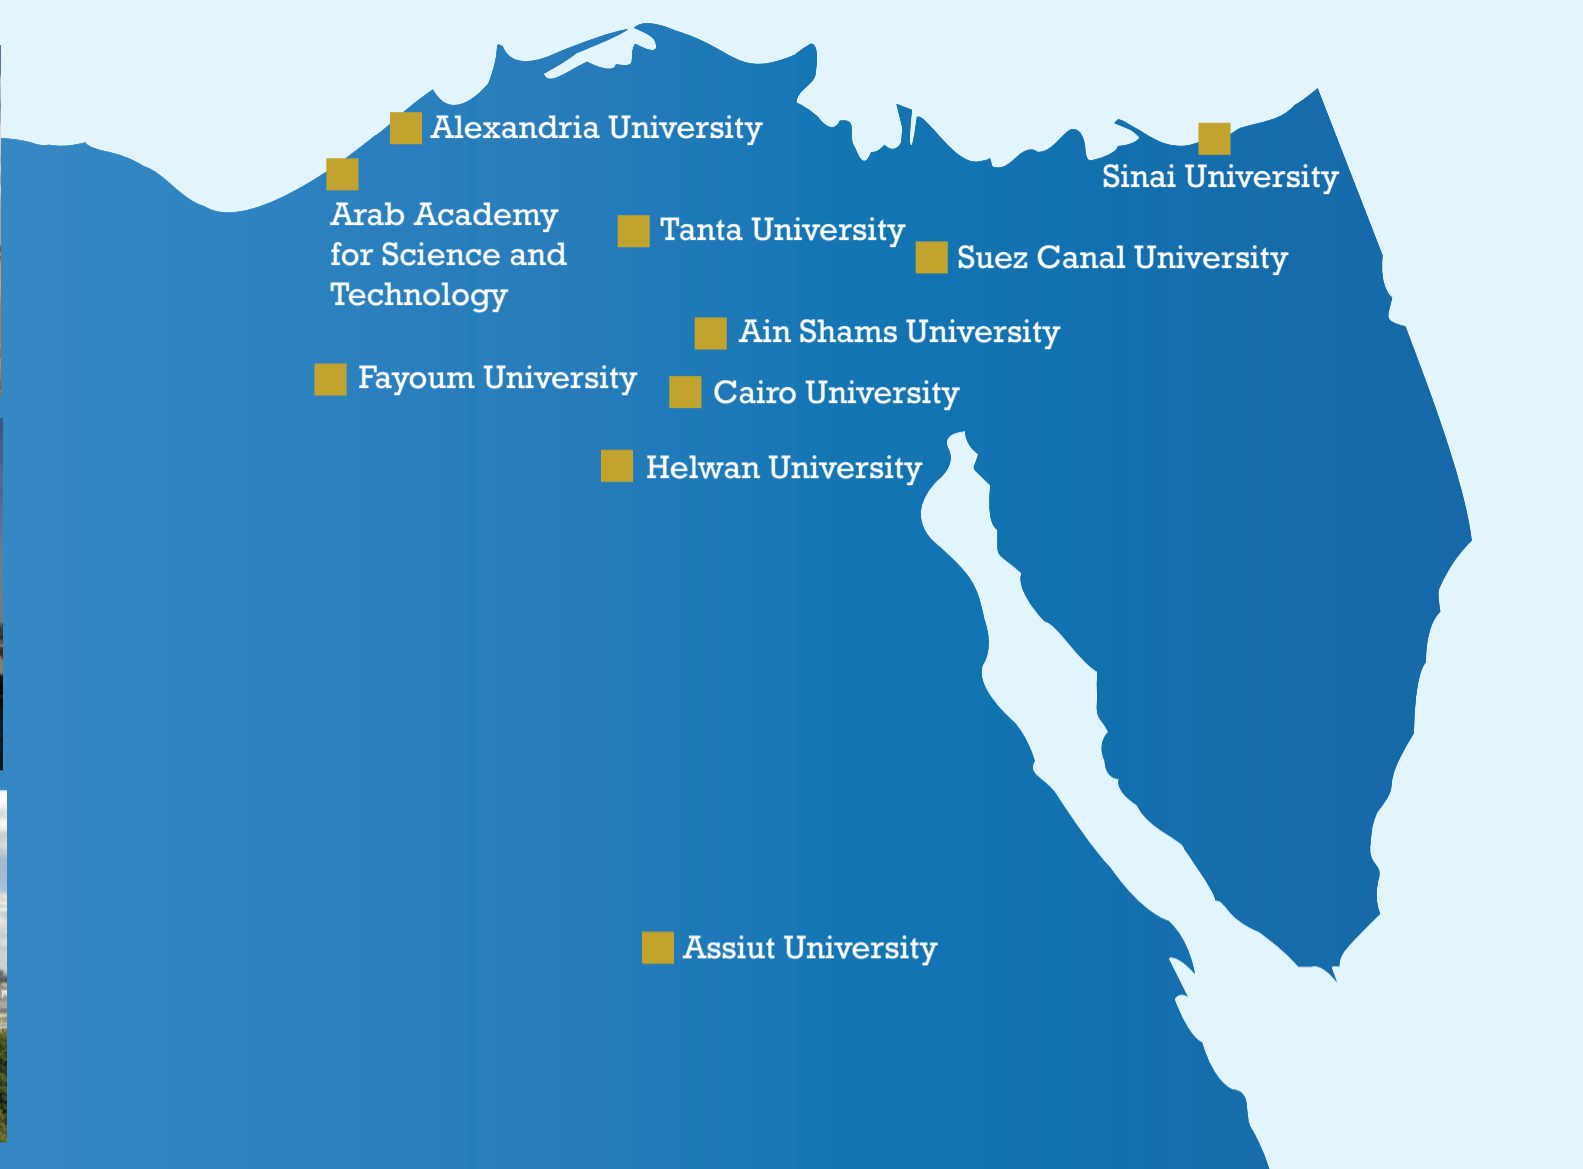 Alexandria University
Sinai University
Arab Academy
for Science and
Technology
Tanta University
Suez Canal University
Ain Shams University
Fayoum University
Cairo University
Helwan University
Assiut University